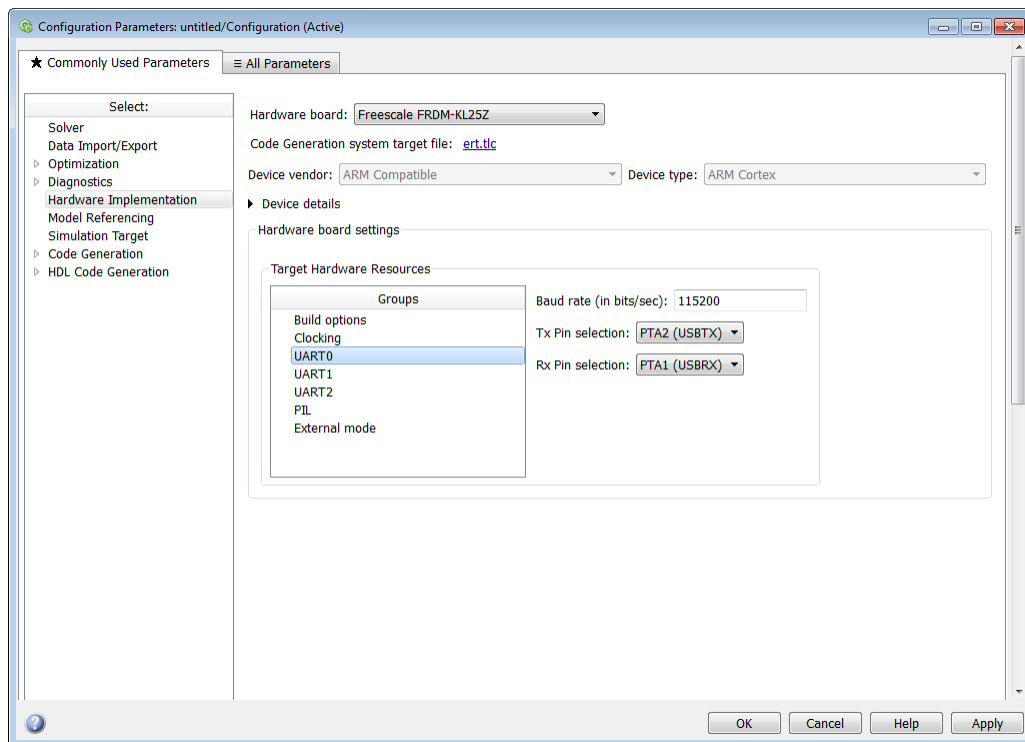 Configuration Parameters: untitled/Configuration (Active)
★ Commonly Used Parameters
≡ All Parameters
Select:
Solver
Data Import/Export
Optimization
Diagnostics
Hardware Implementation
Model Referencing
Simulation Target
Code Generation
HDL Code Generation
Hardware board: Freescale FRDM-KL25Z
Code Generation system target file: ert.tlc
Device vendor: ARM Compatible Device type: ARM Cortex
Device details
Hardware board settings
Target Hardware Resources
Groups
Build options
Clocking
UART0
UART1
UART2
PIL
External mode
Baud rate (in bits/sec): 115200
Tx Pin selection: PTA2 (USBTX)
Rx Pin selection: PTA1 (USBRX)
OK Cancel Help Apply